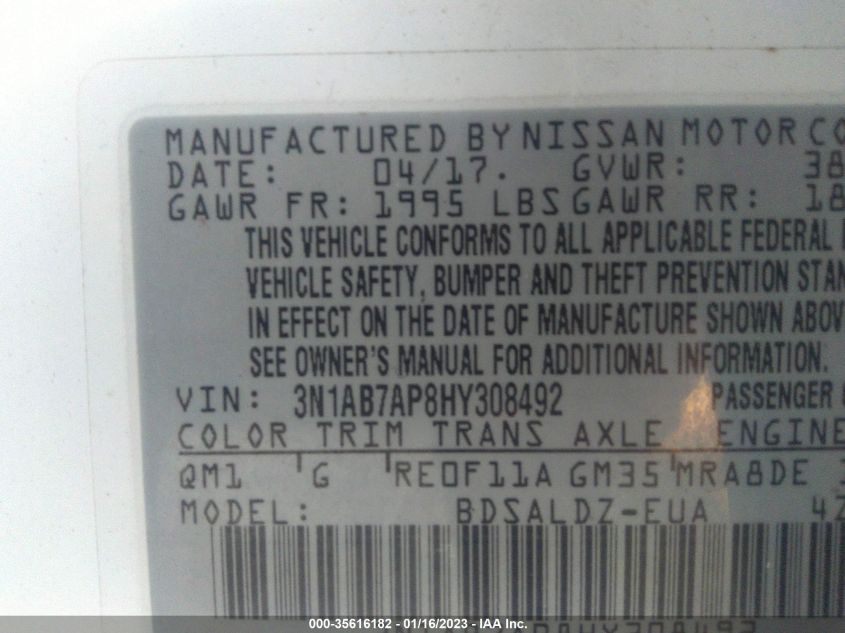 MANUFACTURED BY NISSAN MOTOR CO
DATE: 04/17. GVWR: 38
GAWR FR: 1995 LBS GAWR RR: 18
THIS VEHICLE CONFORMS TO ALL APPLICABLE FEDERAL
VEHICLE SAFETY, BUMPER AND THEFT PREVENTION STAN
IN EFFECT ON THE DATE OF MANUFACTURE SHOWN ABOV
SEE OWNER'S MANUAL FOR ADDITIONAL INFORMATION.
VIN: 3N1AB7AP8HY308492 PASSENGER
COLOR TRIM TRANS AXLE ENGINE
QM1 G RE0F11A GM35 MRA8DE
MODEL: BDSALDZ-EUA 4Z
000-35616182 - 01/16/2023 - IAA Inc.